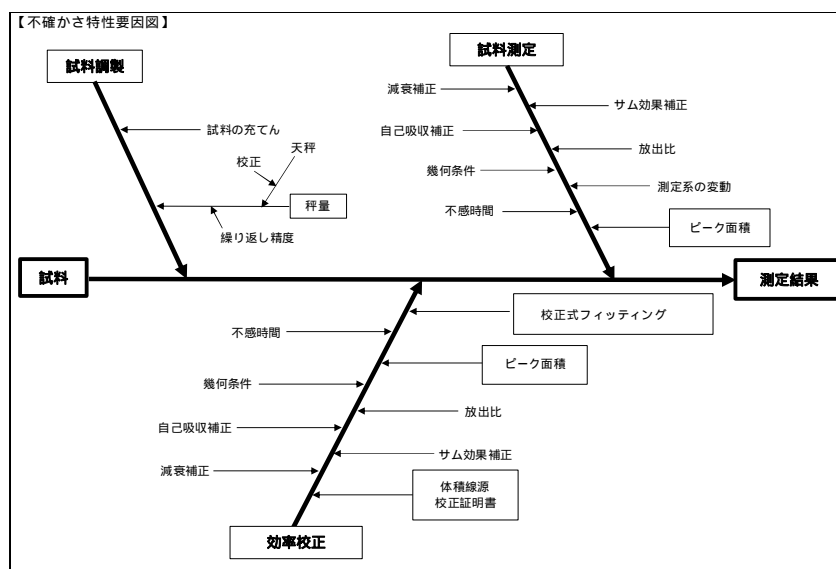 【不確かさ特性要因図】
試料調製
試料の充てん
天秤
校正
秤量
繰り返し精度
試料測定
減衰補正
サム効果補正
自己吸収補正
放出比
幾何条件
測定系の変動
不感時間
ピーク面積
試料
測定結果
校正式フィッティング
不感時間
ピーク面積
幾何条件
放出比
自己吸収補正
サム効果補正
減衰補正
体積線源
校正証明書
効率校正